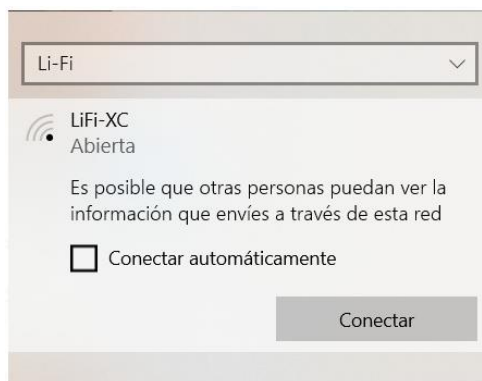 Li-Fi
LiFi-XC
Abierta
Es posible que otras personas puedan ver la
información que envíes a través de esta red
Conectar automáticamente
Conectar